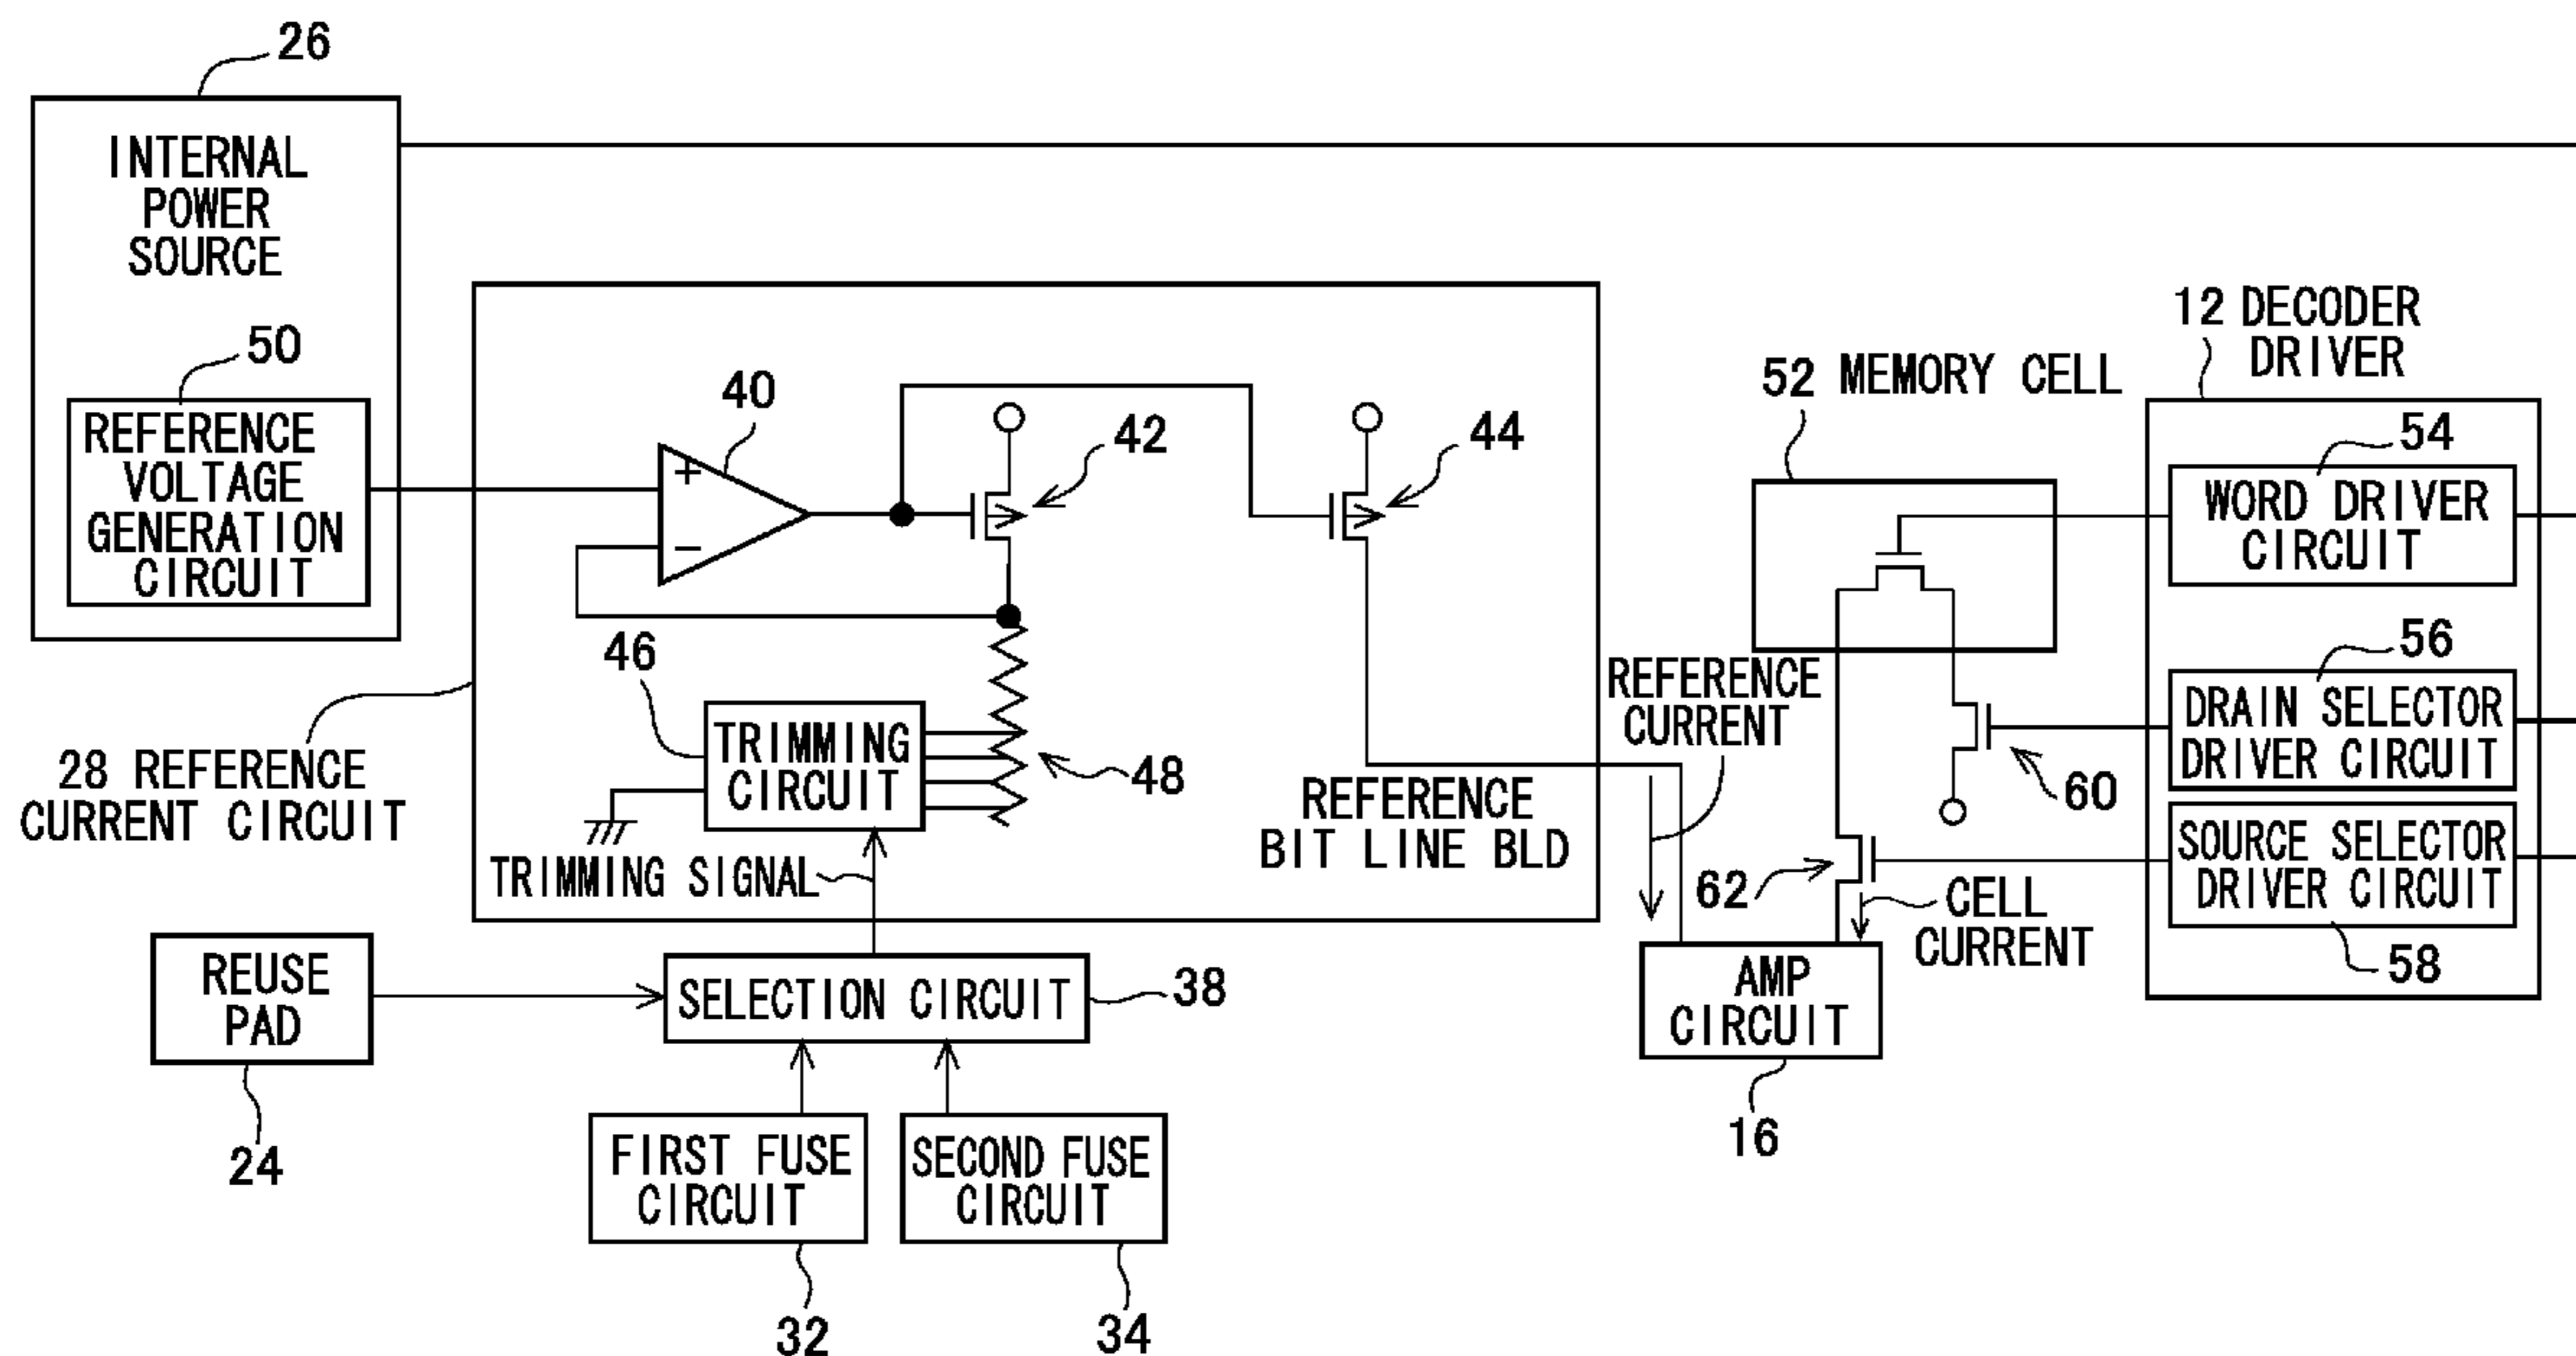 26
INTERNAL
POWER
SOURCE
50
REFERENCE
VOLTAGE
GENERATION
CIRCUIT
40
+
−
42
44
46
TRIMMING
CIRCUIT
48
28 REFERENCE
CURRENT CIRCUIT
TRIMMING SIGNAL
REFERENCE
BIT LINE BLD
REFERENCE
CURRENT
52 MEMORY CELL
12 DECODER
DRIVER
54
WORD DRIVER
CIRCUIT
56
DRAIN SELECTOR
DRIVER CIRCUIT
60
SOURCE SELECTOR
DRIVER CIRCUIT
58
62
CELL
CURRENT
AMP
CIRCUIT
16
REUSE
PAD
24
SELECTION CIRCUIT
38
FIRST FUSE
CIRCUIT
32
SECOND FUSE
CIRCUIT
34